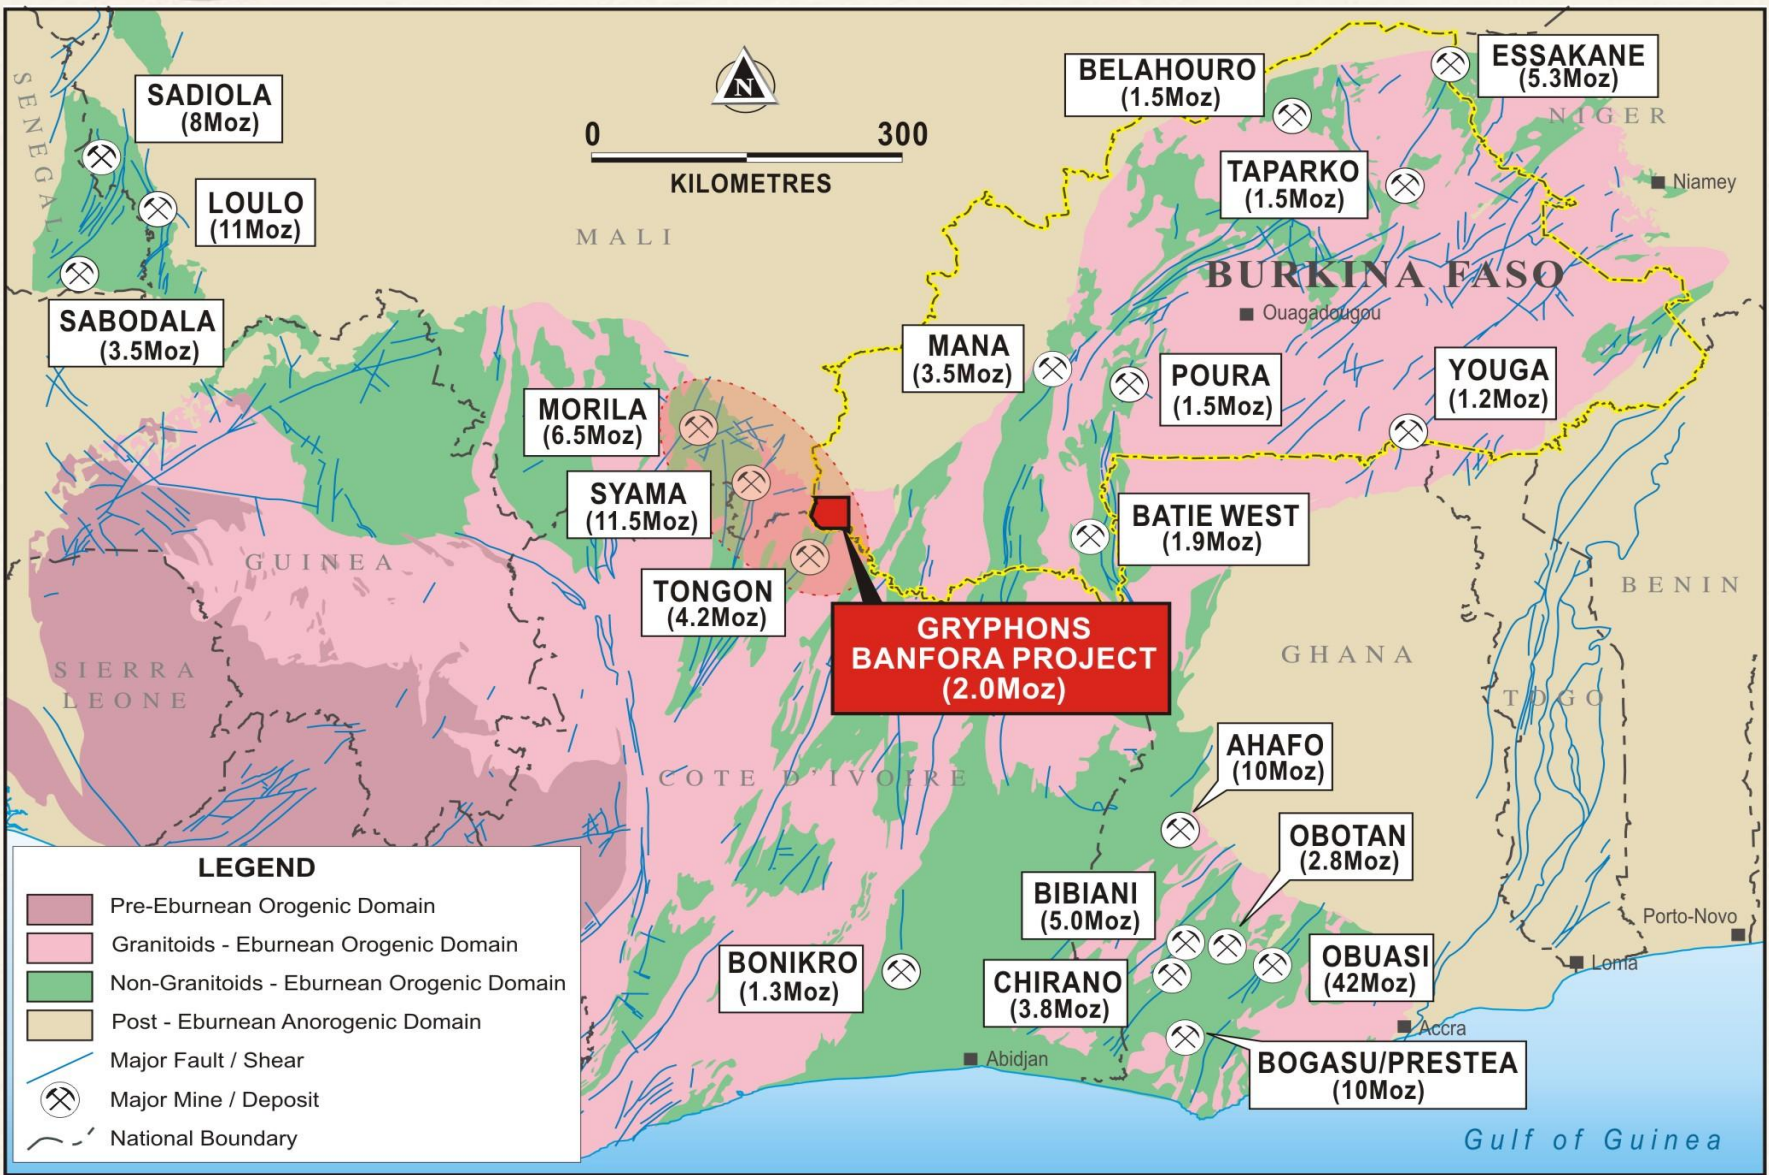 SENEGAL
SADIOLA
(8Moz)
LOULO
(11Moz)
SABODALA
(3.5Moz)
N
0 300
KILOMETRES
MALI
BELAHOURO
(1.5Moz)
ESSAKANE
(5.3Moz)
NIGER
TAPARKO
(1.5Moz)
Niamey
BURKINA FASO
Ouagadougou
MANA
(3.5Moz)
POURA
(1.5Moz)
YOUGA
(1.2Moz)
MORILA
(6.5Moz)
SYAMA
(11.5Moz)
TONGON
(4.2Moz)
BATIE WEST
(1.9Moz)
GUINEA
BENIN
SIERRA
LEONE
GRYPHONS
BANFORA PROJECT
(2.0Moz)
GHANA
TOGO
COTE D'IVOIRE
AHAFO
(10Moz)
OBOTAN
(2.8Moz)
BIBIANI
(5.0Moz)
BONIKRO
(1.3Moz)
CHIRANO
(3.8Moz)
OBUASI
(42Moz)
Porto-Novo
Loma
Accra
Abidjan
BOGASU/PRESTEA
(10Moz)
Gulf of Guinea
LEGEND
Pre-Eburnean Orogenic Domain
Granitoids - Eburnean Orogenic Domain
Non-Granitoids - Eburnean Orogenic Domain
Post - Eburnean Anorogenic Domain
Major Fault / Shear
Major Mine / Deposit
National Boundary